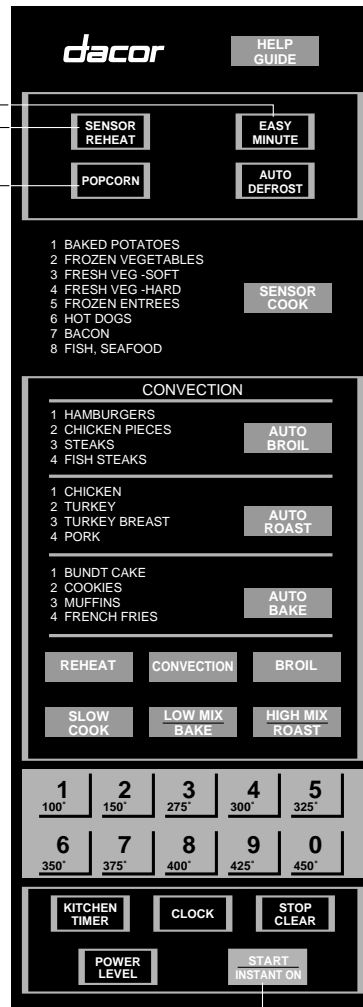 dacor
HELP
GUIDE
SENSOR
REHEAT
EASY
MINUTE
POPCORN
AUTO
DEFROST
1 BAKED POTATOES
2 FROZEN VEGETABLES
3 FRESH VEG -SOFT
4 FRESH VEG -HARD
5 FROZEN ENTREES
6 HOT DOGS
7 BACON
8 FISH, SEAFOOD
SENSOR
COOK
CONVECTION
1 HAMBURGERS
2 CHICKEN PIECES
3 STEAKS
4 FISH STEAKS
AUTO
BROIL
1 CHICKEN
2 TURKEY
3 TURKEY BREAST
4 PORK
AUTO
ROAST
1 BUNDT CAKE
2 COOKIES
3 MUFFINS
4 FRENCH FRIES
AUTO
BAKE
REHEAT
CONVECTION
BROIL
SLOW
COOK
LOW MIX
BAKE
HIGH MIX
ROAST
1 2 3 4 5
100° 150° 275° 300° 325°
6 7 8 9 0
350° 375° 400° 425° 450°
KITCHEN
TIMER
CLOCK
STOP
CLEAR
POWER
LEVEL
START
INSTANT ON